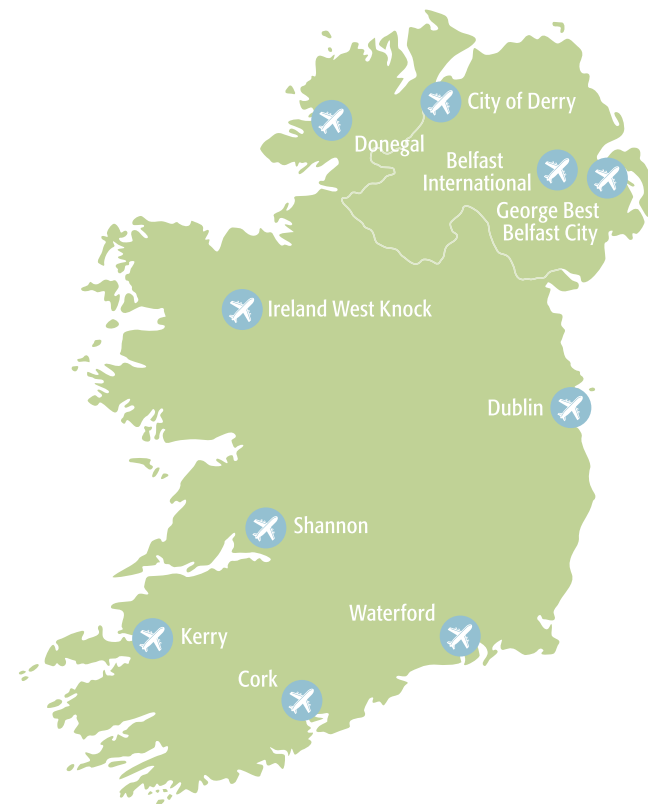 City of Derry
Donegal
Belfast
International
George Best
Belfast City
Ireland West Knock
Dublin
Shannon
Waterford
Kerry
Cork